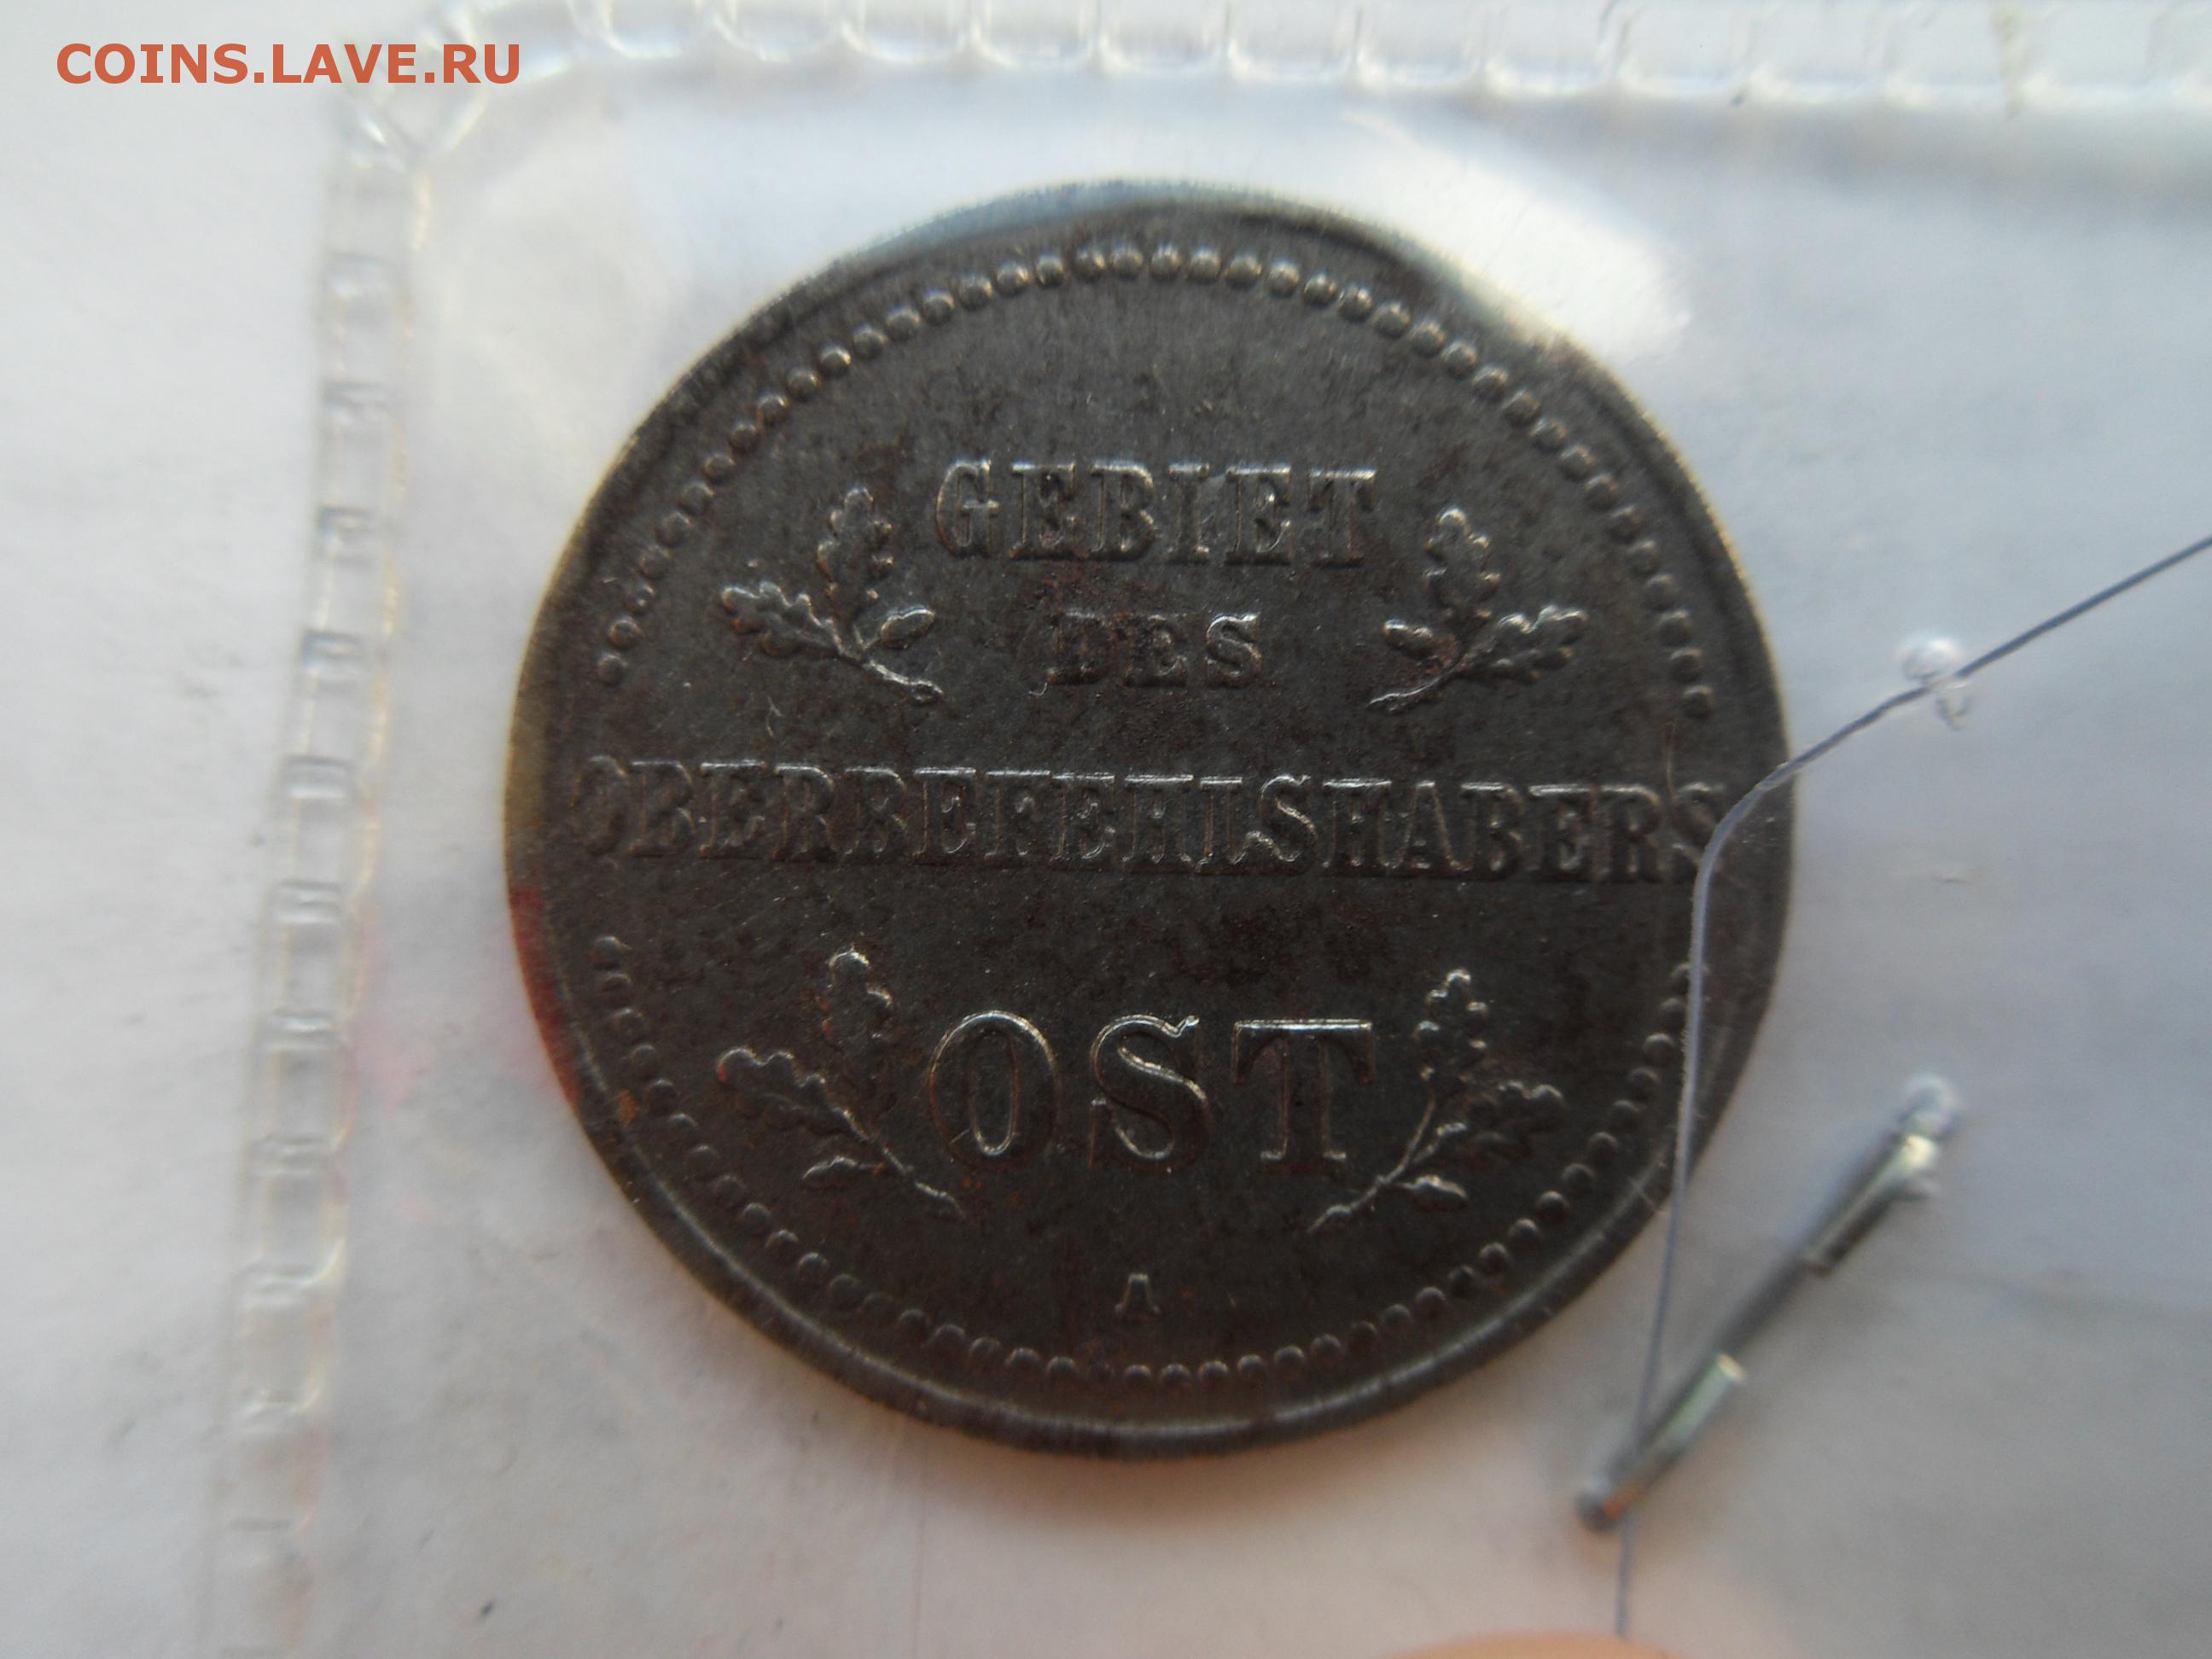 COINS.LAVE.RU
GEBIET
DES
OBERBEFEHLSHABERS
OST
A